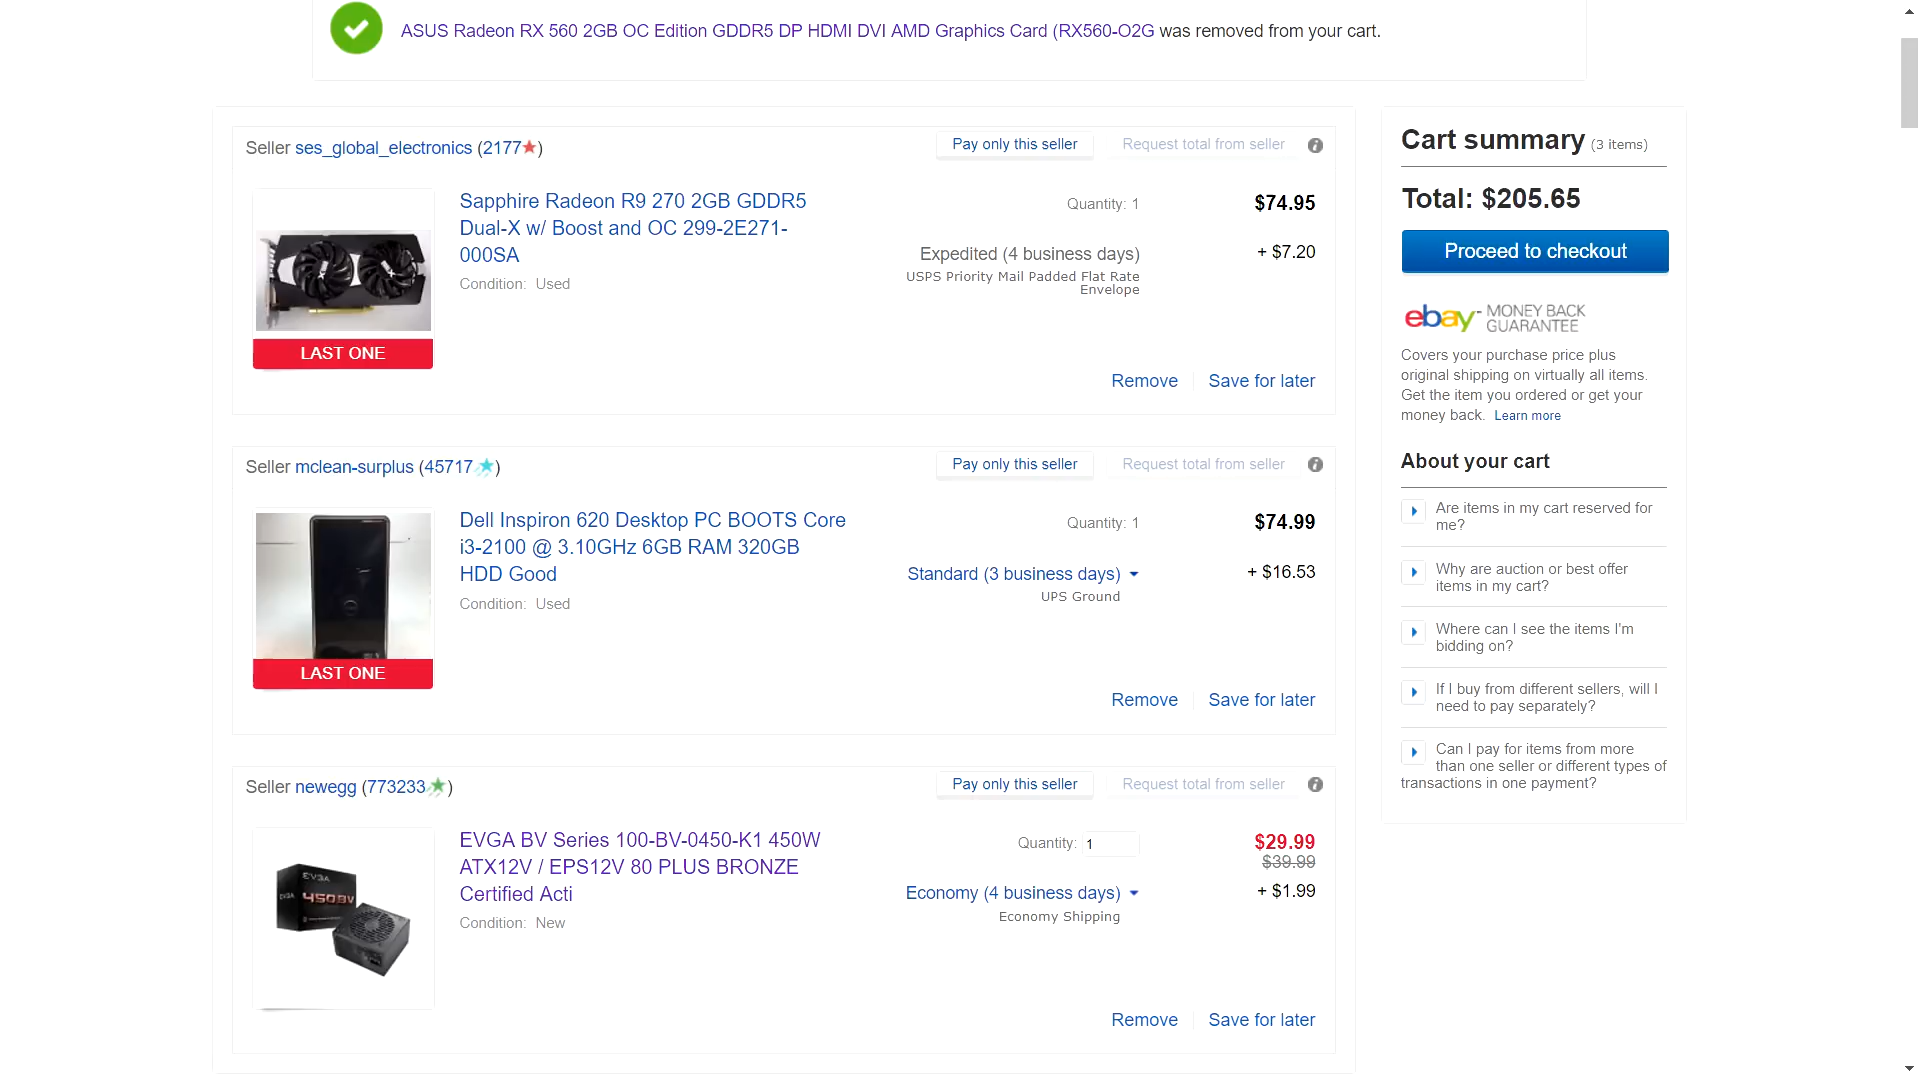 ASUS Radeon RX 560 2GB OC Edition GDDR5 DP HDMI DVI AMD Graphics Card (RX560-O2G was removed from your cart.
Seller ses_global_electronics (2177)
Pay only this seller
Request total from seller
Sapphire Radeon R9 270 2GB GDDR5
Dual-X w/ Boost and OC 299-2E271-
000SA
Condition: Used
Quantity: 1
$74.95
Expedited (4 business days)
+ $7.20
USPS Priority Mail Padded Flat Rate
Envelope
LAST ONE
Remove
Save for later
Seller mclean-surplus (45717)
Pay only this seller
Request total from seller
Dell Inspiron 620 Desktop PC BOOTS Core
i3-2100 @ 3.10GHz 6GB RAM 320GB
HDD Good
Condition: Used
Quantity: 1
$74.99
Standard (3 business days)
+ $16.53
UPS Ground
LAST ONE
Remove
Save for later
Seller newegg (773233)
Pay only this seller
Request total from seller
EVGA
EVGA
450BV
EVGA BV Series 100-BV-0450-K1 450W
ATX12V / EPS12V 80 PLUS BRONZE
Certified Acti
Condition: New
Quantity: 1
$29.99
$39.99
Economy (4 business days)
+ $1.99
Economy Shipping
Remove
Save for later
Cart summary (3 items)
Total: $205.65
Proceed to checkout
ebay MONEY BACK
GUARANTEE
Covers your purchase price plus
original shipping on virtually all items.
Get the item you ordered or get your
money back. Learn more
About your cart
Are items in my cart reserved for
me?
Why are auction or best offer
items in my cart?
Where can I see the items I'm
bidding on?
If I buy from different sellers, will I
need to pay separately?
Can I pay for items from more
than one seller or different types of
transactions in one payment?